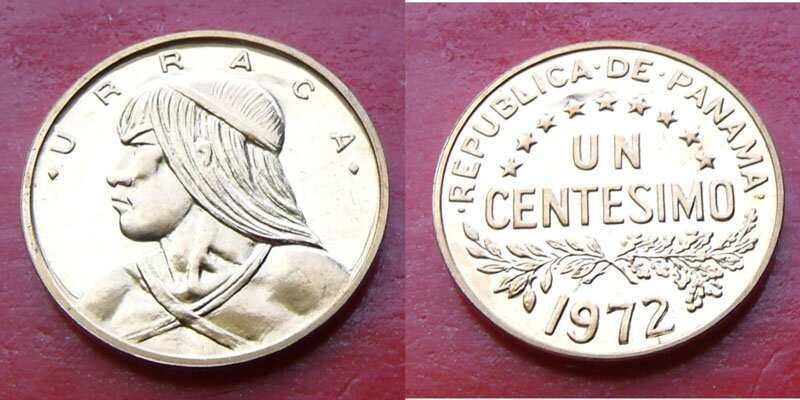 • URRACA •
• REPUBLICA • DE • PANAMA •
UN
CENTESIMO
1972